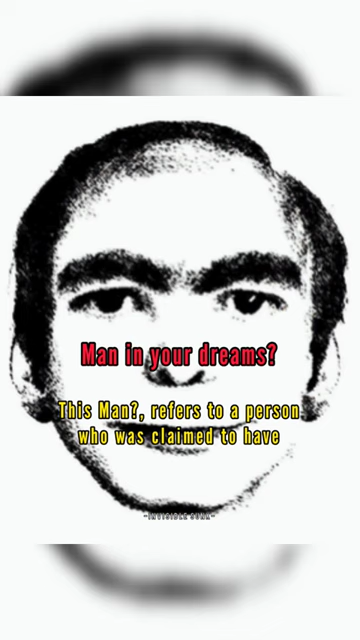 Man in your dreams?
This Man?, refers to a person
who was claimed to have